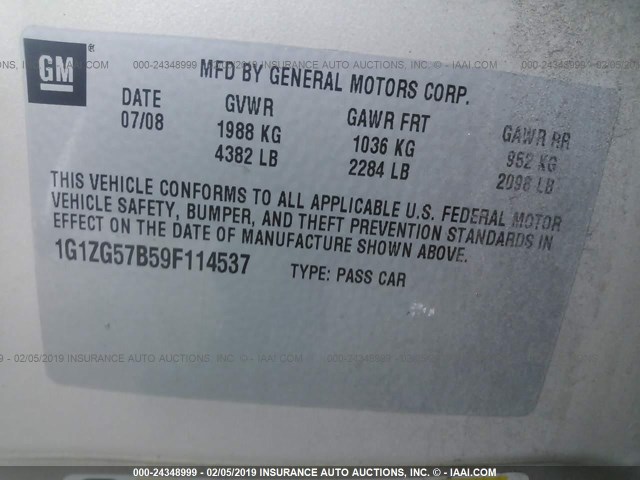 GM ®
MFD BY GENERAL MOTORS CORP.
DATE GVWR GAWR FRT GAWR RR
07/08 1988 KG 1036 KG 952 KG
4382 LB 2284 LB 2098 LB
THIS VEHICLE CONFORMS TO ALL APPLICABLE U.S. FEDERAL MOTOR
VEHICLE SAFETY, BUMPER, AND THEFT PREVENTION STANDARDS IN
EFFECT ON THE DATE OF MANUFACTURE SHOWN ABOVE.
1G1ZG57B59F114537 TYPE: PASS CAR
000-24348999 - 02/05/2019 INSURANCE AUTO AUCTIONS, INC. © - IAAI.COM